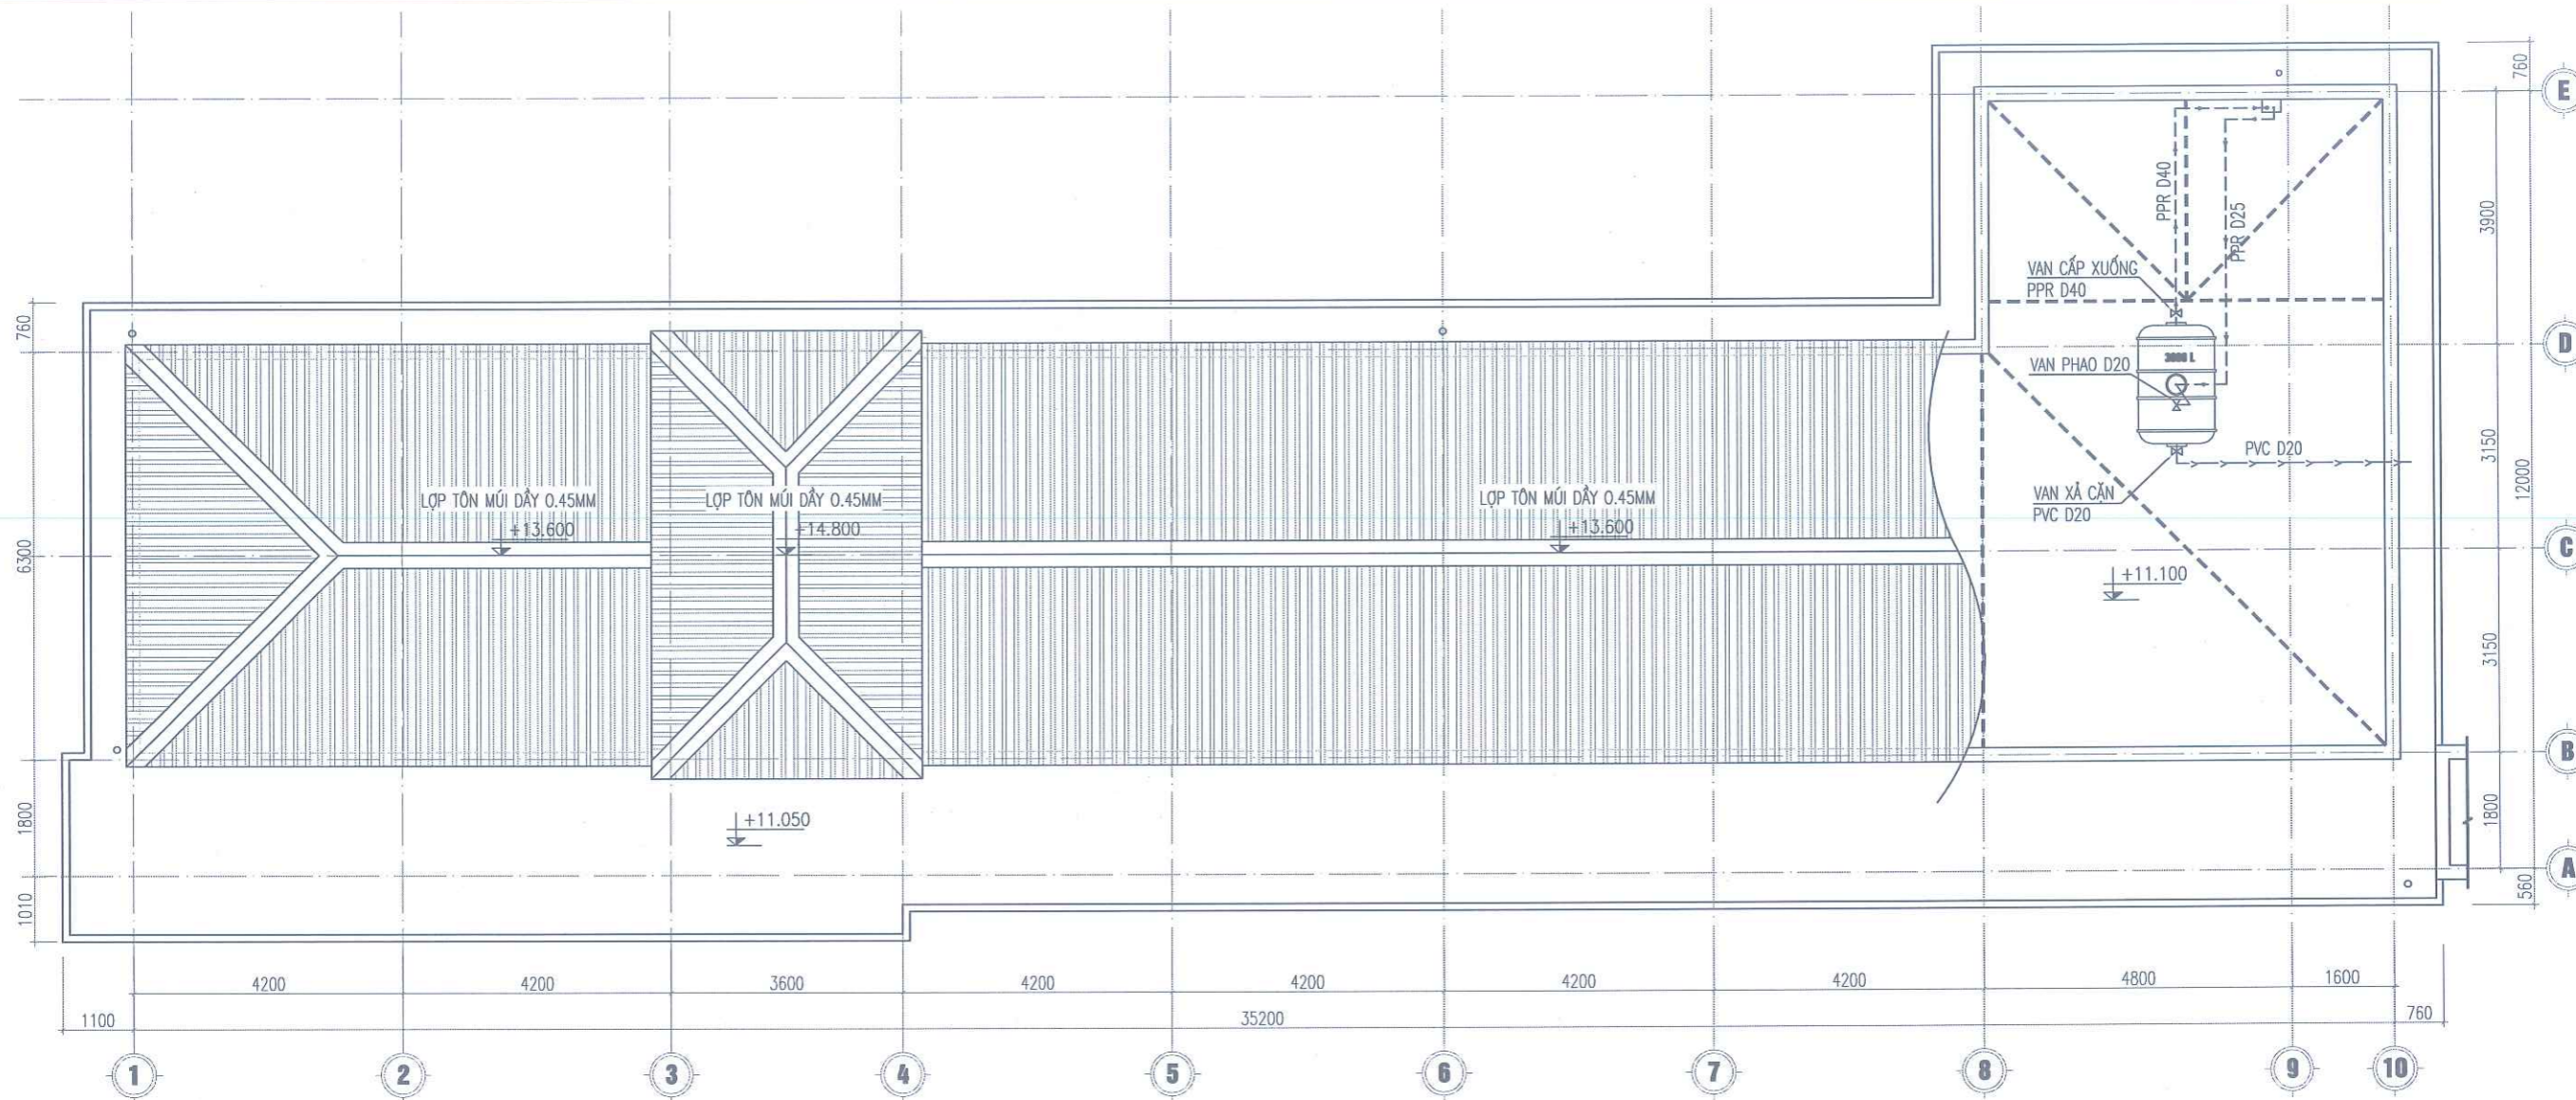 760
E
PPR D40
PPR D25
3900
VAN CẤP XUỐNG
PPR D40
760
D
3000 L
VAN PHAO D20
3150
12000
PVC D20
LỢP TÔN MÚI DẦY 0.45MM
+13.600
LỢP TÔN MÚI DẦY 0.45MM
+14.800
LỢP TÔN MÚI DẦY 0.45MM
+13.600
VAN XẢ CẶN
PVC D20
6300
C
+11.100
3150
B
1800
+11.050
1800
A
1010
560
4200
4200
3600
4200
4200
4200
4200
4800
1600
1100
35200
760
1
2
3
4
5
6
7
8
9
10